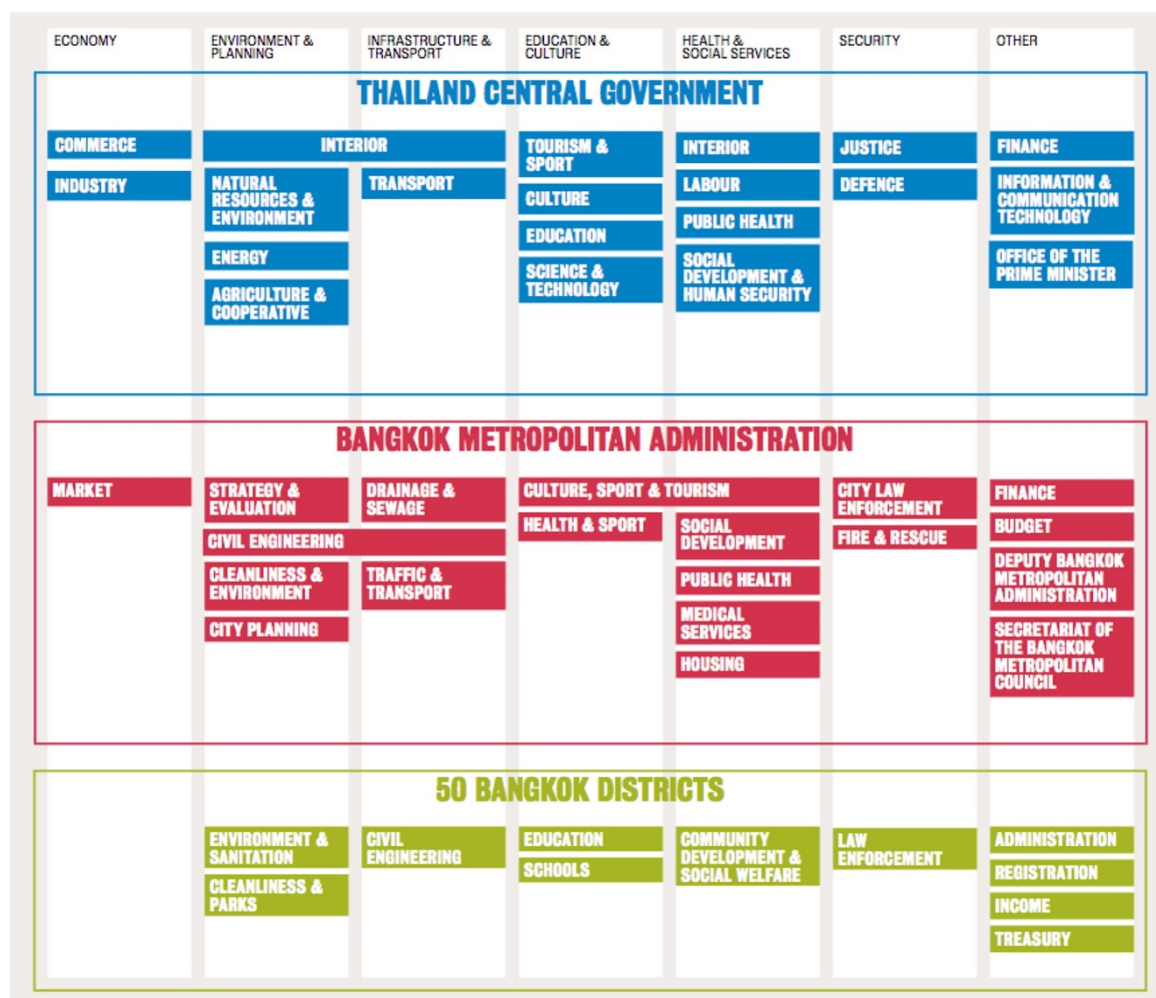 ECONOMY
ENVIRONMENT &
PLANNING
INFRASTRUCTURE &
TRANSPORT
EDUCATION &
CULTURE
HEALTH &
SOCIAL SERVICES
SECURITY
OTHER
THAILAND CENTRAL GOVERNMENT
COMMERCE
INDUSTRY
INTERIOR
NATURAL
RESOURCES &
ENVIRONMENT
ENERGY
AGRICULTURE &
COOPERATIVE
TRANSPORT
TOURISM &
SPORT
CULTURE
EDUCATION
SCIENCE &
TECHNOLOGY
INTERIOR
LABOUR
PUBLIC HEALTH
SOCIAL
DEVELOPMENT &
HUMAN SECURITY
JUSTICE
DEFENCE
FINANCE
INFORMATION &
COMMUNICATION
TECHNOLOGY
OFFICE OF THE
PRIME MINISTER
BANGKOK METROPOLITAN ADMINISTRATION
MARKET
STRATEGY &
EVALUATION
DRAINAGE &
SEWAGE
CIVIL ENGINEERING
CLEANLINESS &
ENVIRONMENT
CITY PLANNING
TRAFFIC &
TRANSPORT
CULTURE, SPORT & TOURISM
HEALTH & SPORT
SOCIAL
DEVELOPMENT
PUBLIC HEALTH
MEDICAL
SERVICES
HOUSING
CITY LAW
ENFORCEMENT
FIRE & RESCUE
FINANCE
BUDGET
DEPUTY BANGKOK
METROPOLITAN
ADMINISTRATION
SECRETARIAT OF
THE BANGKOK
METROPOLITAN
COUNCIL
50 BANGKOK DISTRICTS
ENVIRONMENT &
SANITATION
CLEANLINESS &
PARKS
CIVIL
ENGINEERING
EDUCATION
SCHOOLS
COMMUNITY
DEVELOPMENT &
SOCIAL WELFARE
LAW
ENFORCEMENT
ADMINISTRATION
REGISTRATION
INCOME
TREASURY